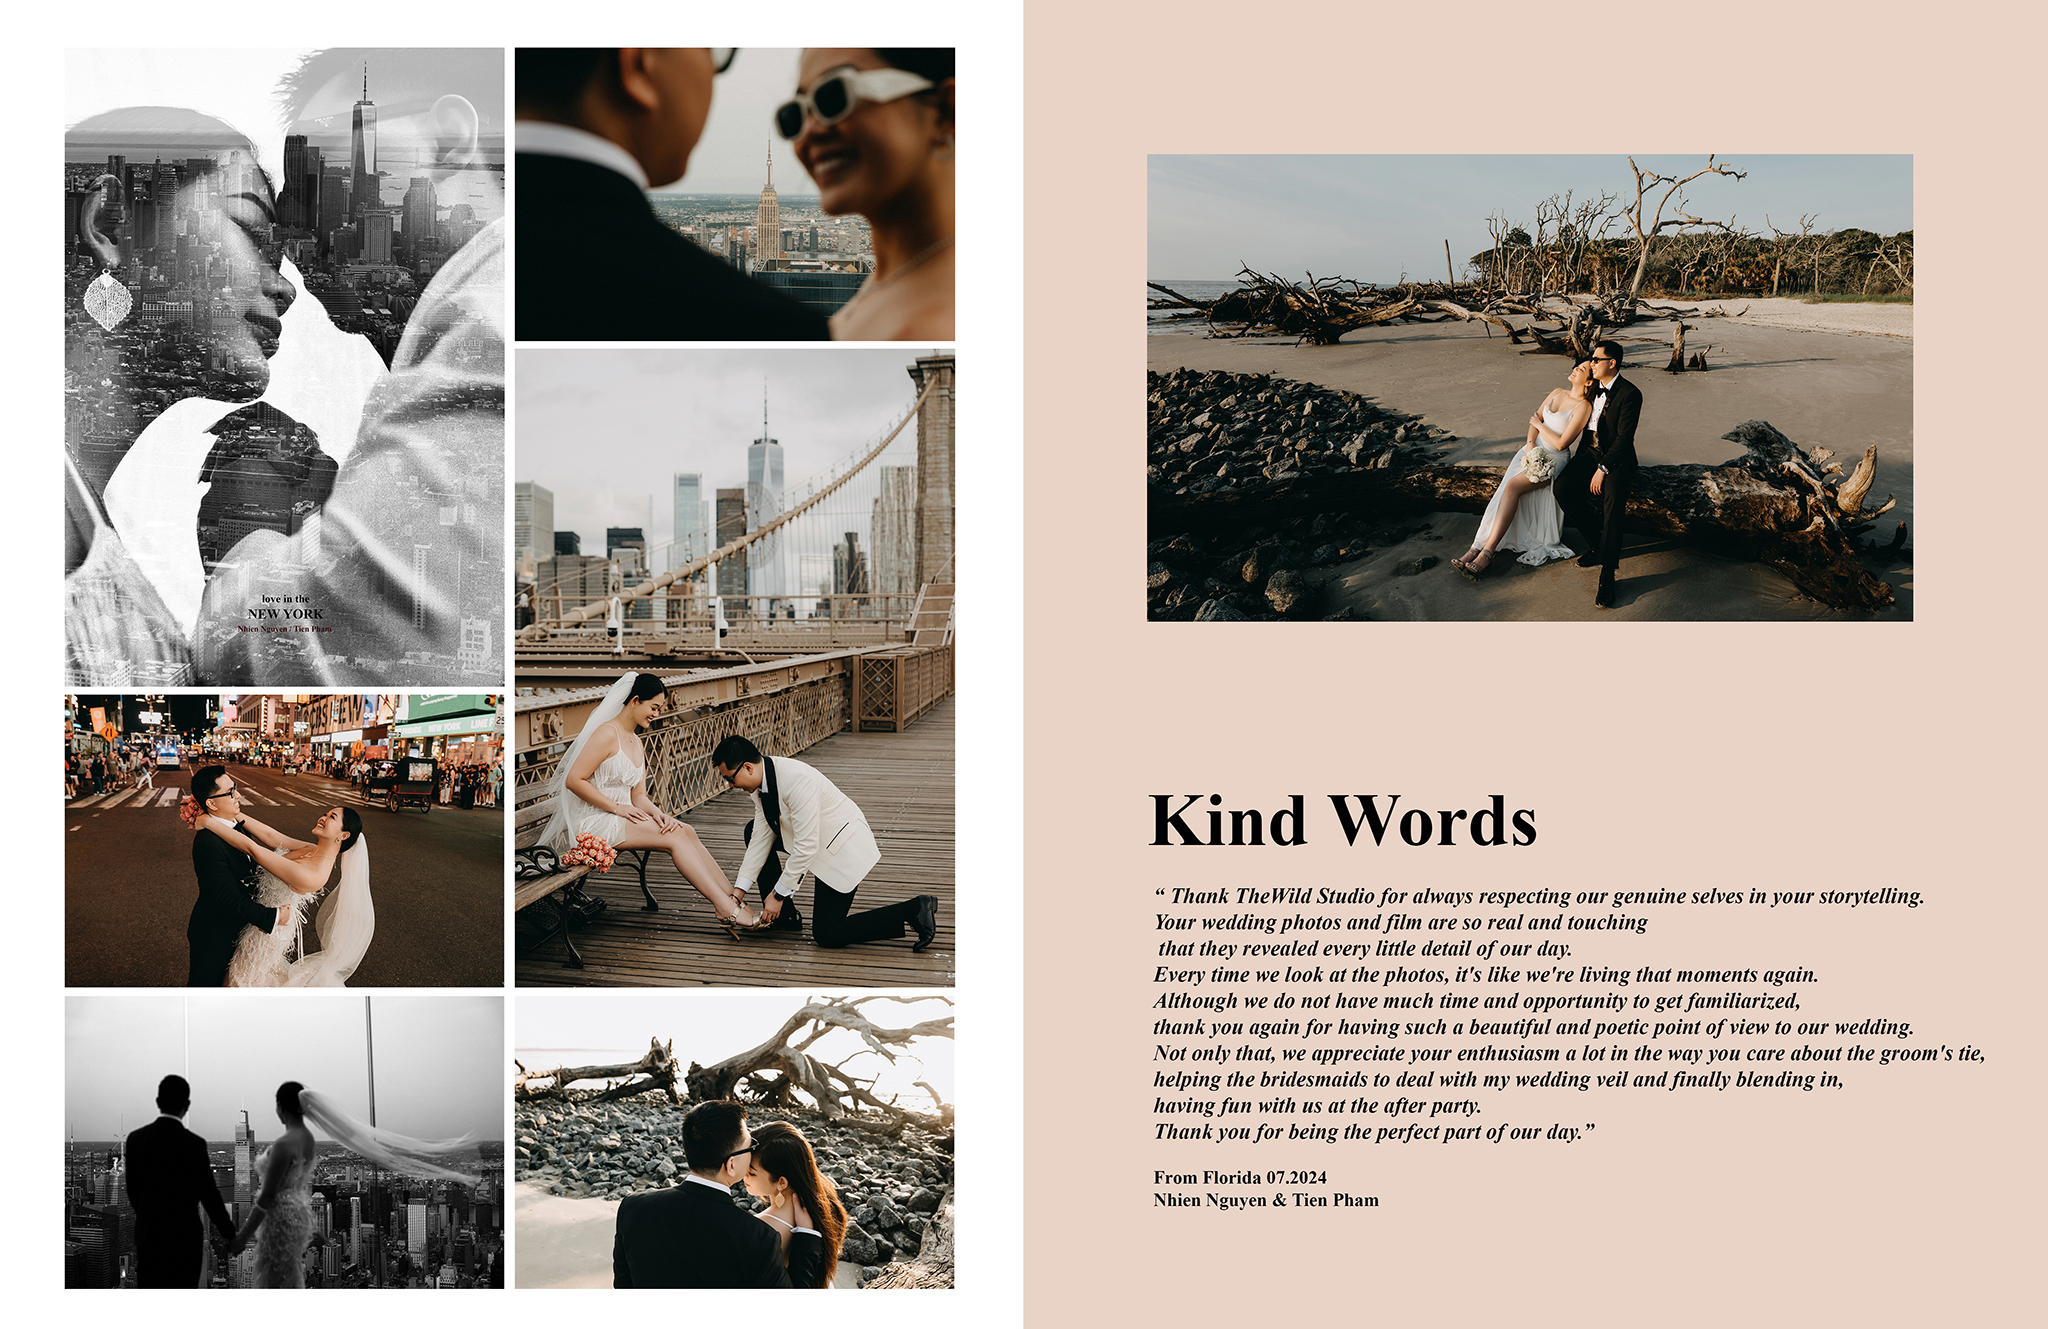 love in the
NEW YORK
Nhien Nguyen / Tien Pham
NEW YORK
LINE
Kind Words
“ Thank TheWild Studio for always respecting our genuine selves in your storytelling.
Your wedding photos and film are so real and touching
that they revealed every little detail of our day.
Every time we look at the photos, it's like we're living that moments again.
Although we do not have much time and opportunity to get familiarized,
thank you again for having such a beautiful and poetic point of view to our wedding.
Not only that, we appreciate your enthusiasm a lot in the way you care about the groom's tie,
helping the bridesmaids to deal with my wedding veil and finally blending in,
having fun with us at the after party.
Thank you for being the perfect part of our day.”
From Florida 07.2024
Nhien Nguyen & Tien Pham